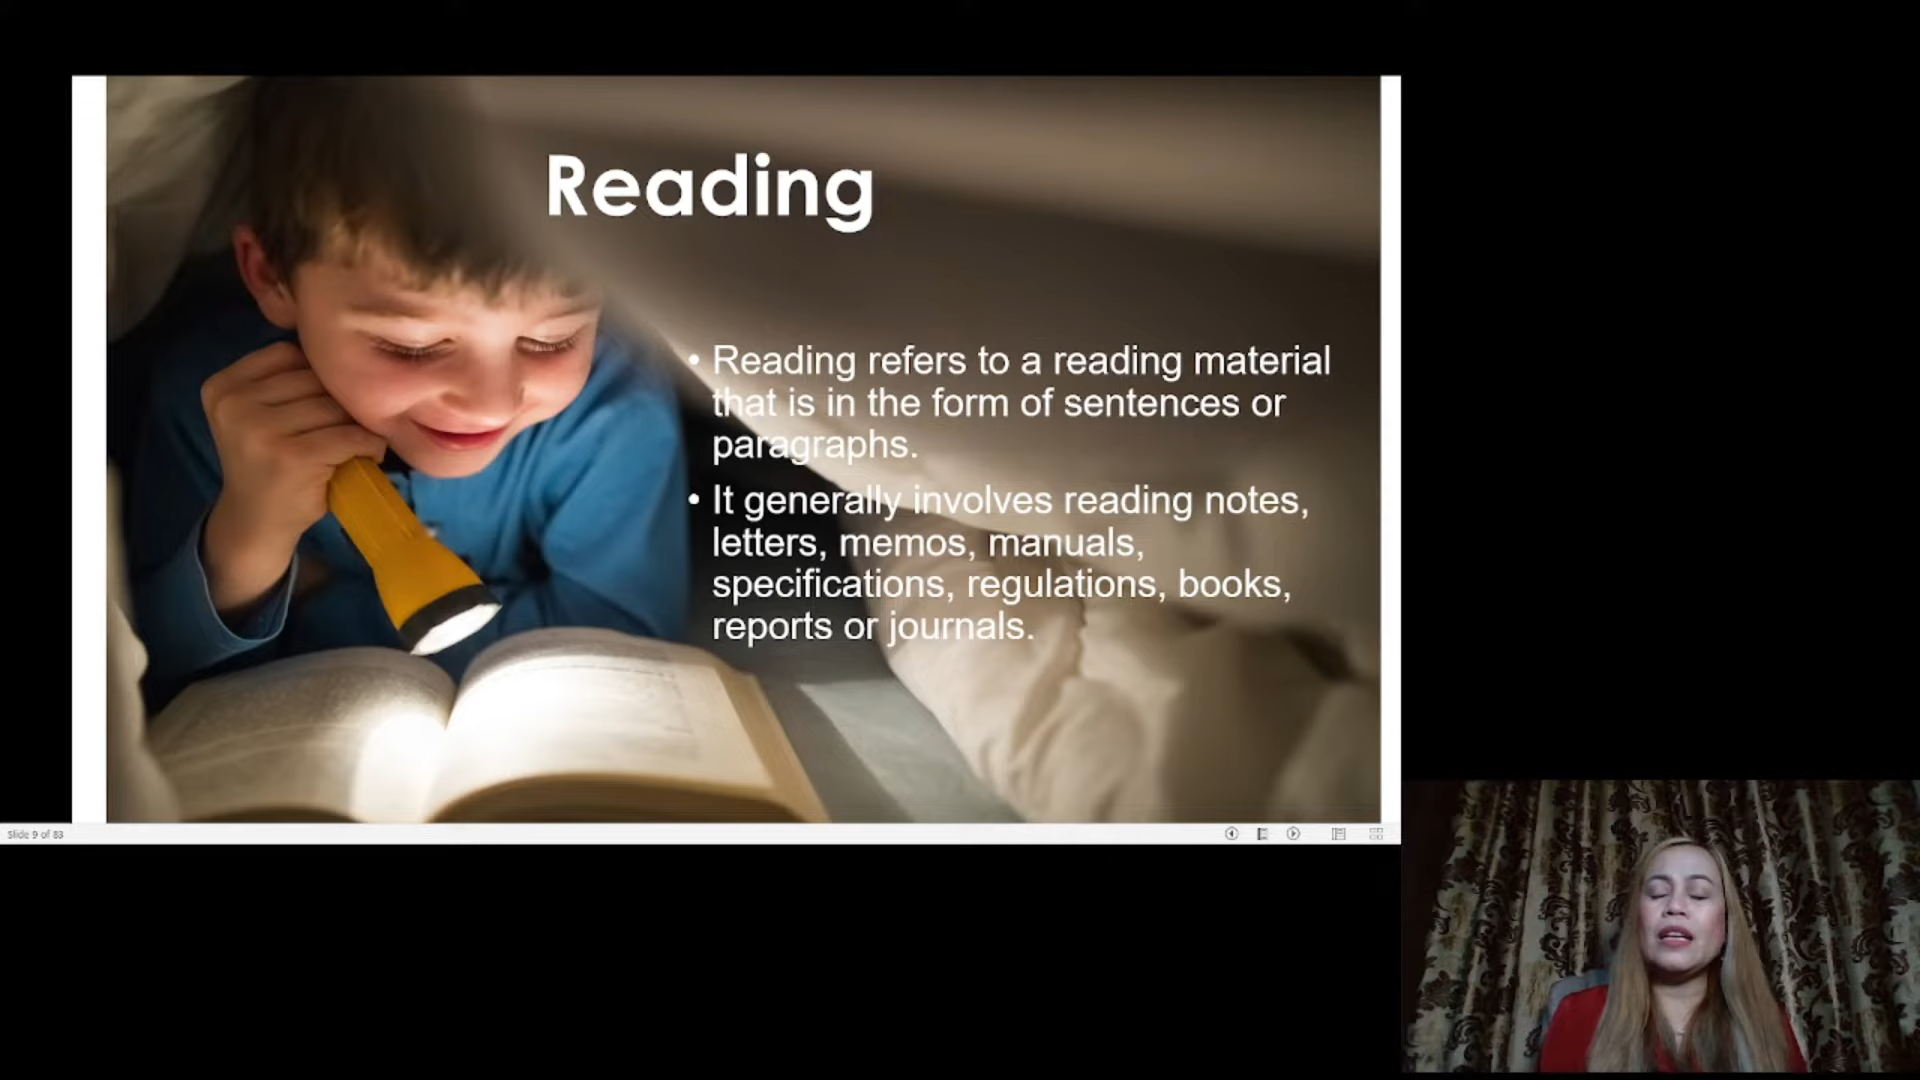 Reading
• Reading refers to a reading material
that is in the form of sentences or
paragraphs.
• It generally involves reading notes,
letters, memos, manuals,
specifications, regulations, books,
reports or journals.
Slide 9 of 83